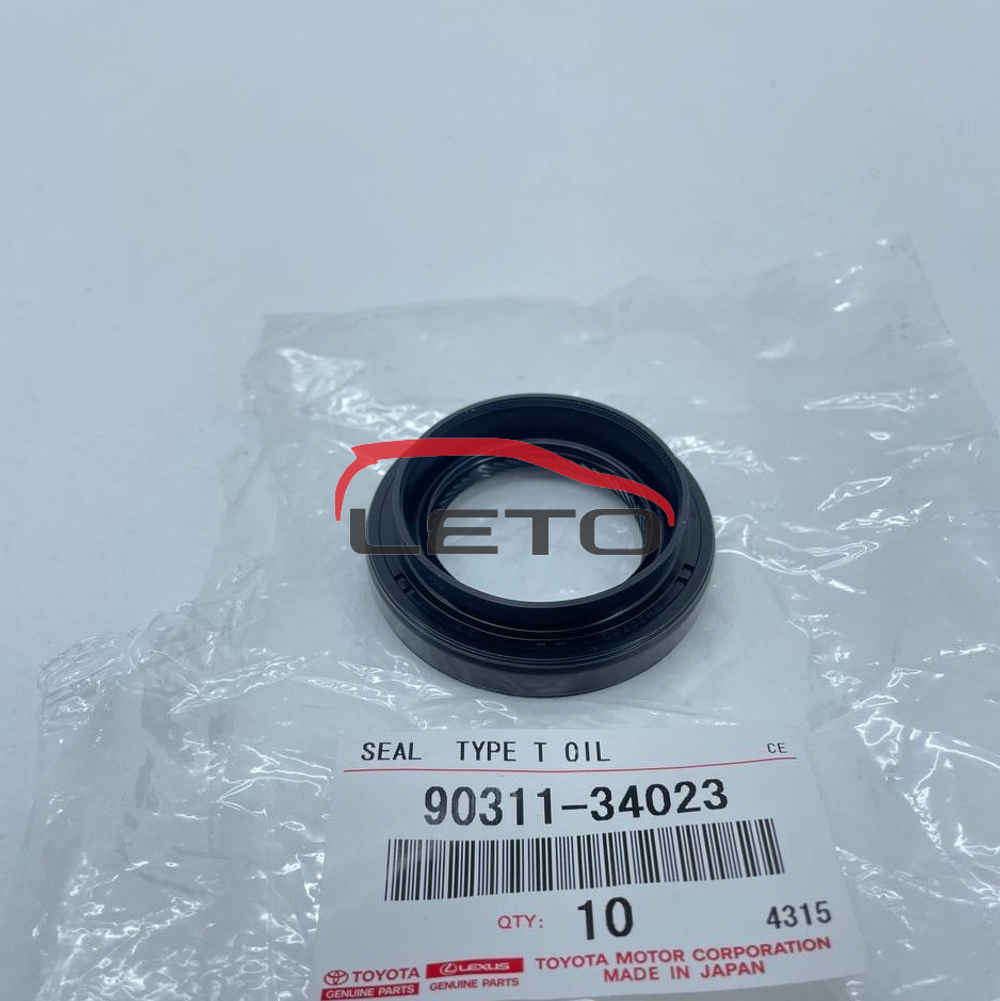 LETO
SEAL TYPE T OIL CE
90311-34023
QTY: 10 4315
TOYOTA LEXUS TOYOTA MOTOR CORPORATION
GENUINE PARTS GENUINE PARTS MADE IN JAPAN